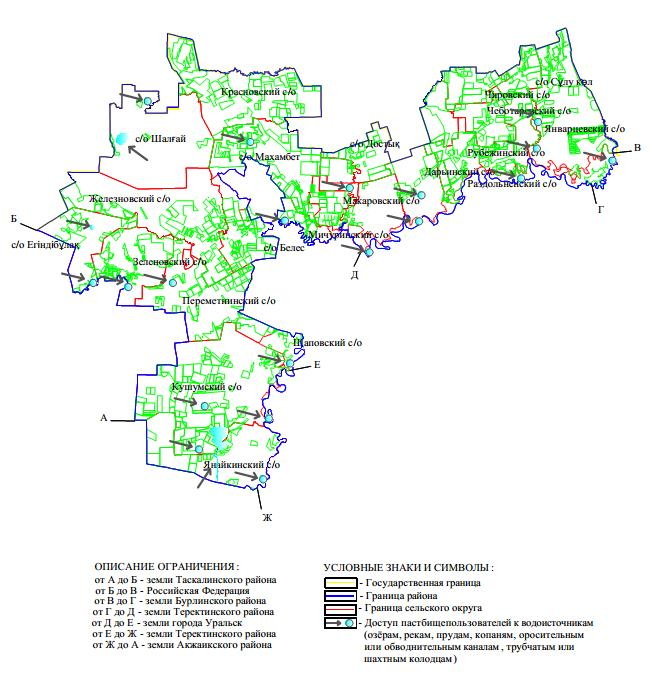 с/о Сулу көл
Красновский с/о
Чировский с/о
Чеботаревский с/о
Январцевский с/о
с/о Шалғай
с/о Достық
В
с/о Махамбет
Рубежинский с/о
Дарьинский с/о
Раздольненский с/о
Железновский с/о
Макаровский с/о
Г
Б
Мичуринский с/о
с/о Егіндібұлақ
с/о Белес
Зеленовский с/о
Д
Переметнинский с/о
Щаповский с/о
Е
Кушумский с/о
А
Янайкинский с/о
Ж
ОПИСАНИЕ ОГРАНИЧЕНИЯ :
от А до Б - земли Таскалинского района
от Б до В - Российская Федерация
от В до Г - земли Бурлинского района
от Г до Д - земли Теректинского района
от Д до Е - земли города Уральск
от Е до Ж - земли Теректинского района
от Ж до А - земли Акжаикского района
УСЛОВНЫЕ ЗНАКИ И СИМВОЛЫ :
- Государственная граница
- Граница района
- Граница сельского округа
- Доступ пастбищепользователей к водоисточникам
(озёрам, рекам, прудам, копаням, оросительным
или обводнительным каналам , трубчатым или
шахтным колодцам )